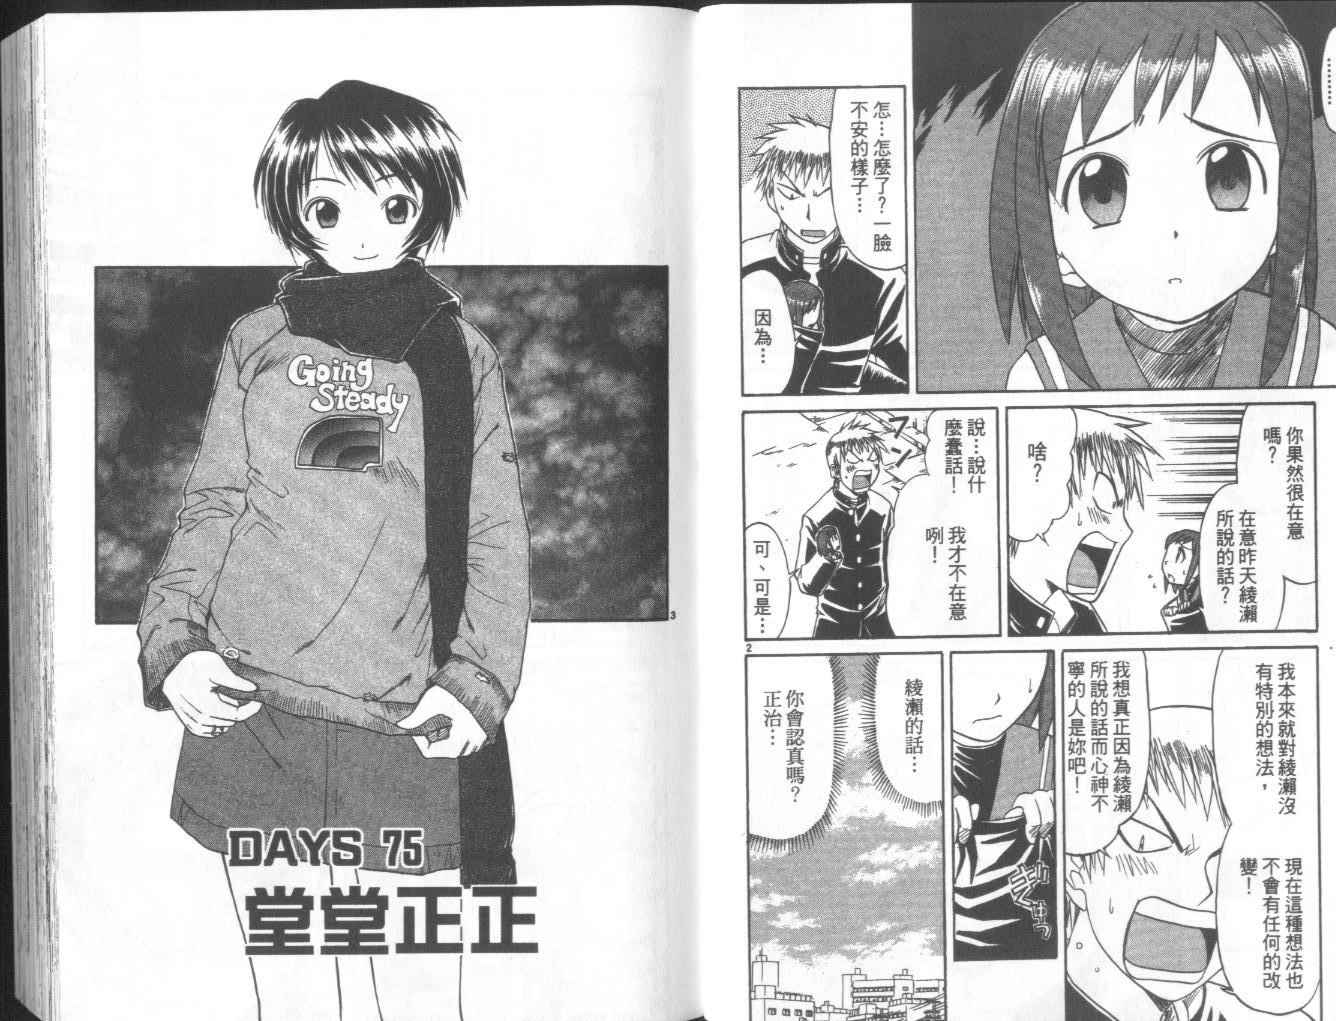 ………
怎…怎麼了?一臉
不安的樣子…
因為…
你果然很在意
嗎?
在意昨天綾瀨
所說的話?
啥?
說…說什
麼蠢話!
我才不在意
咧!
可、可是…
2
我本來就對綾瀨沒
有特別的想法,
現在這種想法也
不會有任何的改
變!
我想真正因為綾瀨
所說的話而心神不
寧的人是妳吧!
綾瀨的話…
你會認真嗎?
正治…
Going
Steady
3
DAYS 75
堂堂正正